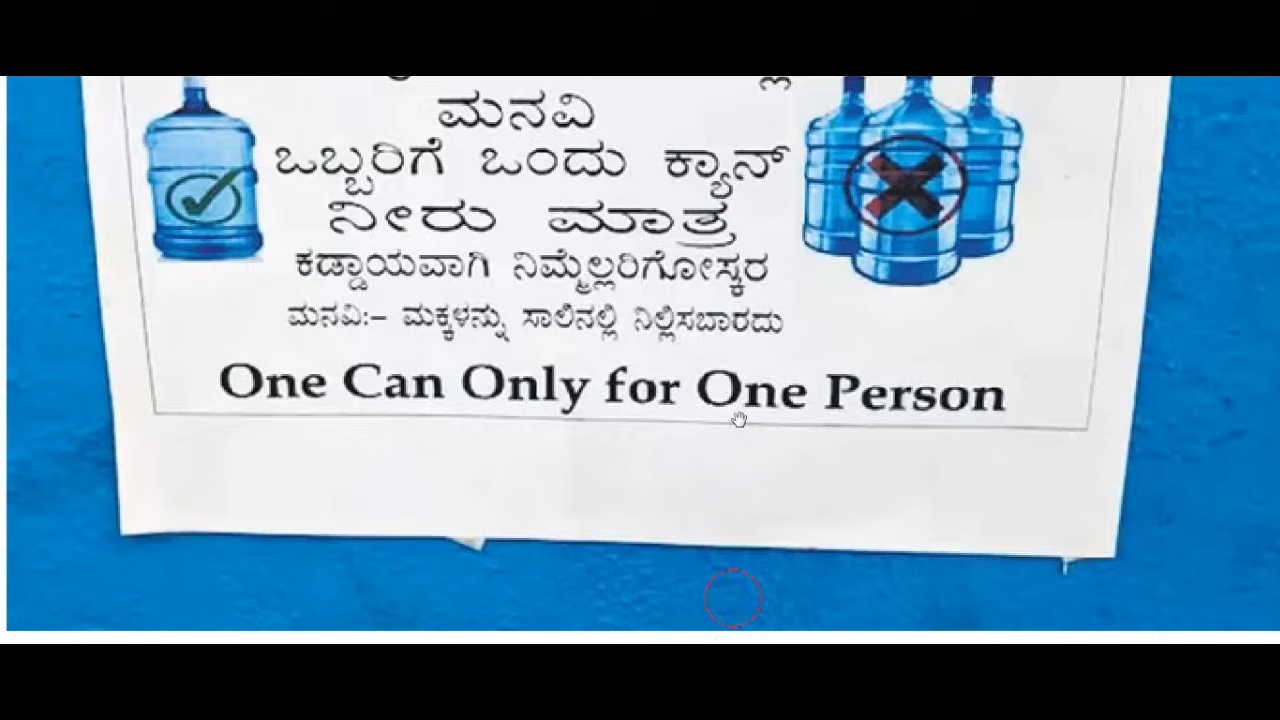 ಮನವಿ
ಒಬ್ಬರಿಗೆ ಒಂದು ಕ್ಯಾನ್
ನೀರು ಮಾತ್ರ
ಕಡ್ಡಾಯವಾಗಿ ನಿಮ್ಮೆಲ್ಲರಿಗೋಸ್ಕರ
ಮನವಿ:- ಮಕ್ಕಳನ್ನು ಸಾಲಿನಲ್ಲಿ ನಿಲ್ಲಿಸಬಾರದು
One Can Only for One Person